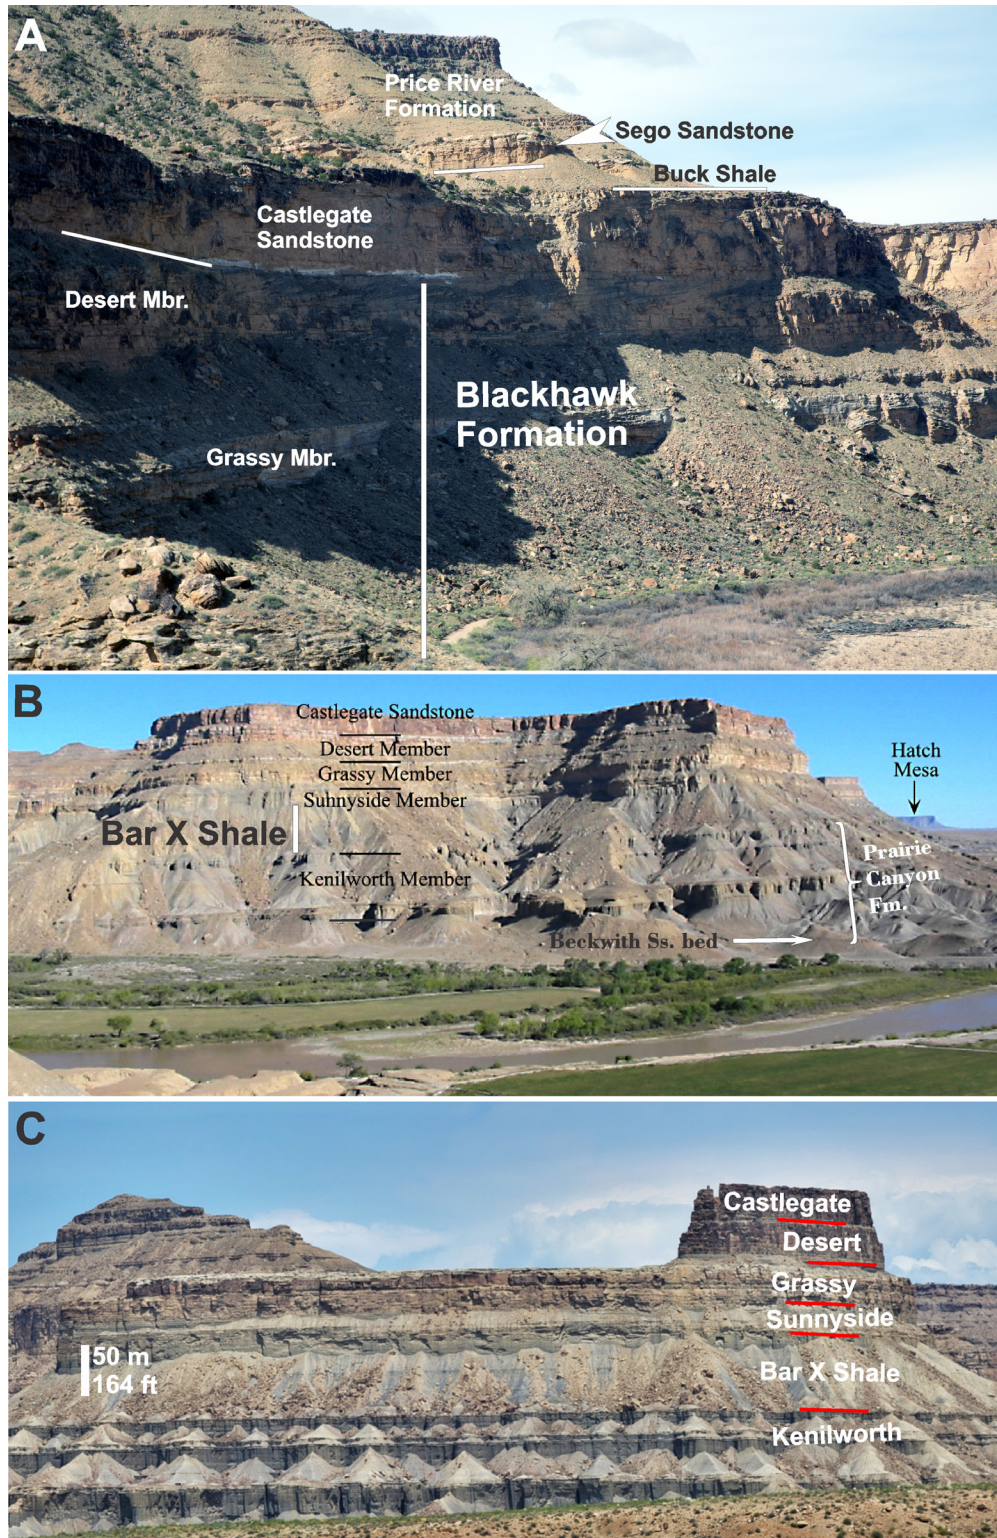 A
Price River
Formation
Sego Sandstone
Buck Shale
Castlegate
Sandstone
Desert Mbr.
Blackhawk
Formation
Grassy Mbr.
B
Castlegate Sandstone
Desert Member
Grassy Member
Sunnyside Member
Bar X Shale
Kenilworth Member
Hatch
Mesa
Prairie
Canyon
Fm.
Beckwith Ss. bed
C
Castlegate
Desert
Grassy
Sunnyside
50 m
164 ft
Bar X Shale
Kenilworth